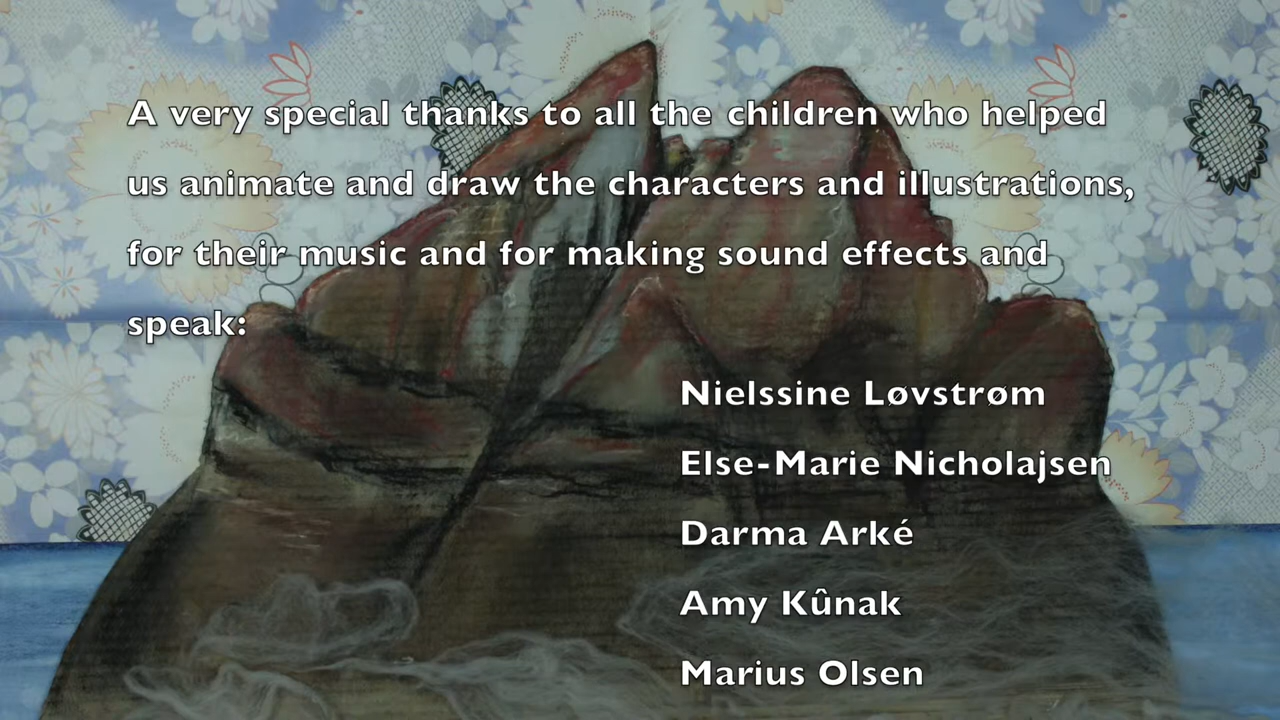 A very special thanks to all the children who helped
us animate and draw the characters and illustrations,
for their music and for making sound effects and
speak:
Nielssine Løvstrøm
Else-Marie Nicholajsen
Darma Arké
Amy Kûnak
Marius Olsen